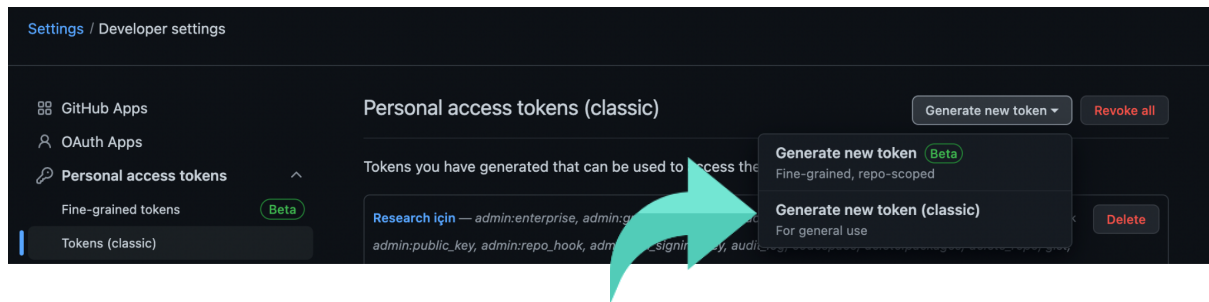 Settings / Developer settings
GitHub Apps
OAuth Apps
Personal access tokens
Fine-grained tokens Beta
Tokens (classic)
Personal access tokens (classic)
Generate new token
Revoke all
Tokens you have generated that can be used to access the
Generate new token Beta
Fine-grained, repo-scoped
Generate new token (classic)
For general use
Research için — admin:enterprise,
Delete
admin:public_key, admin:repo_hook,